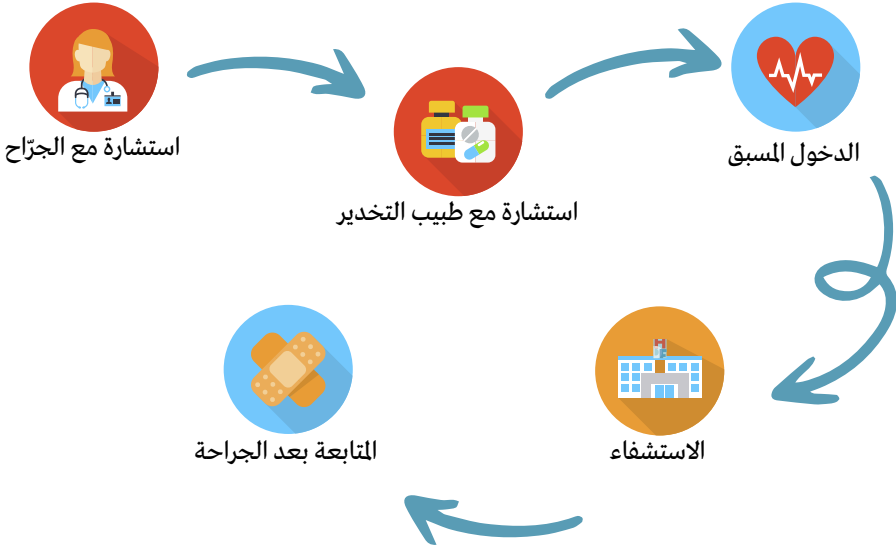 استشارة مع الجرّاح
استشارة مع طبيب التخدير
الدخول المسبق
الاستشفاء
المتابعة بعد الجراحة